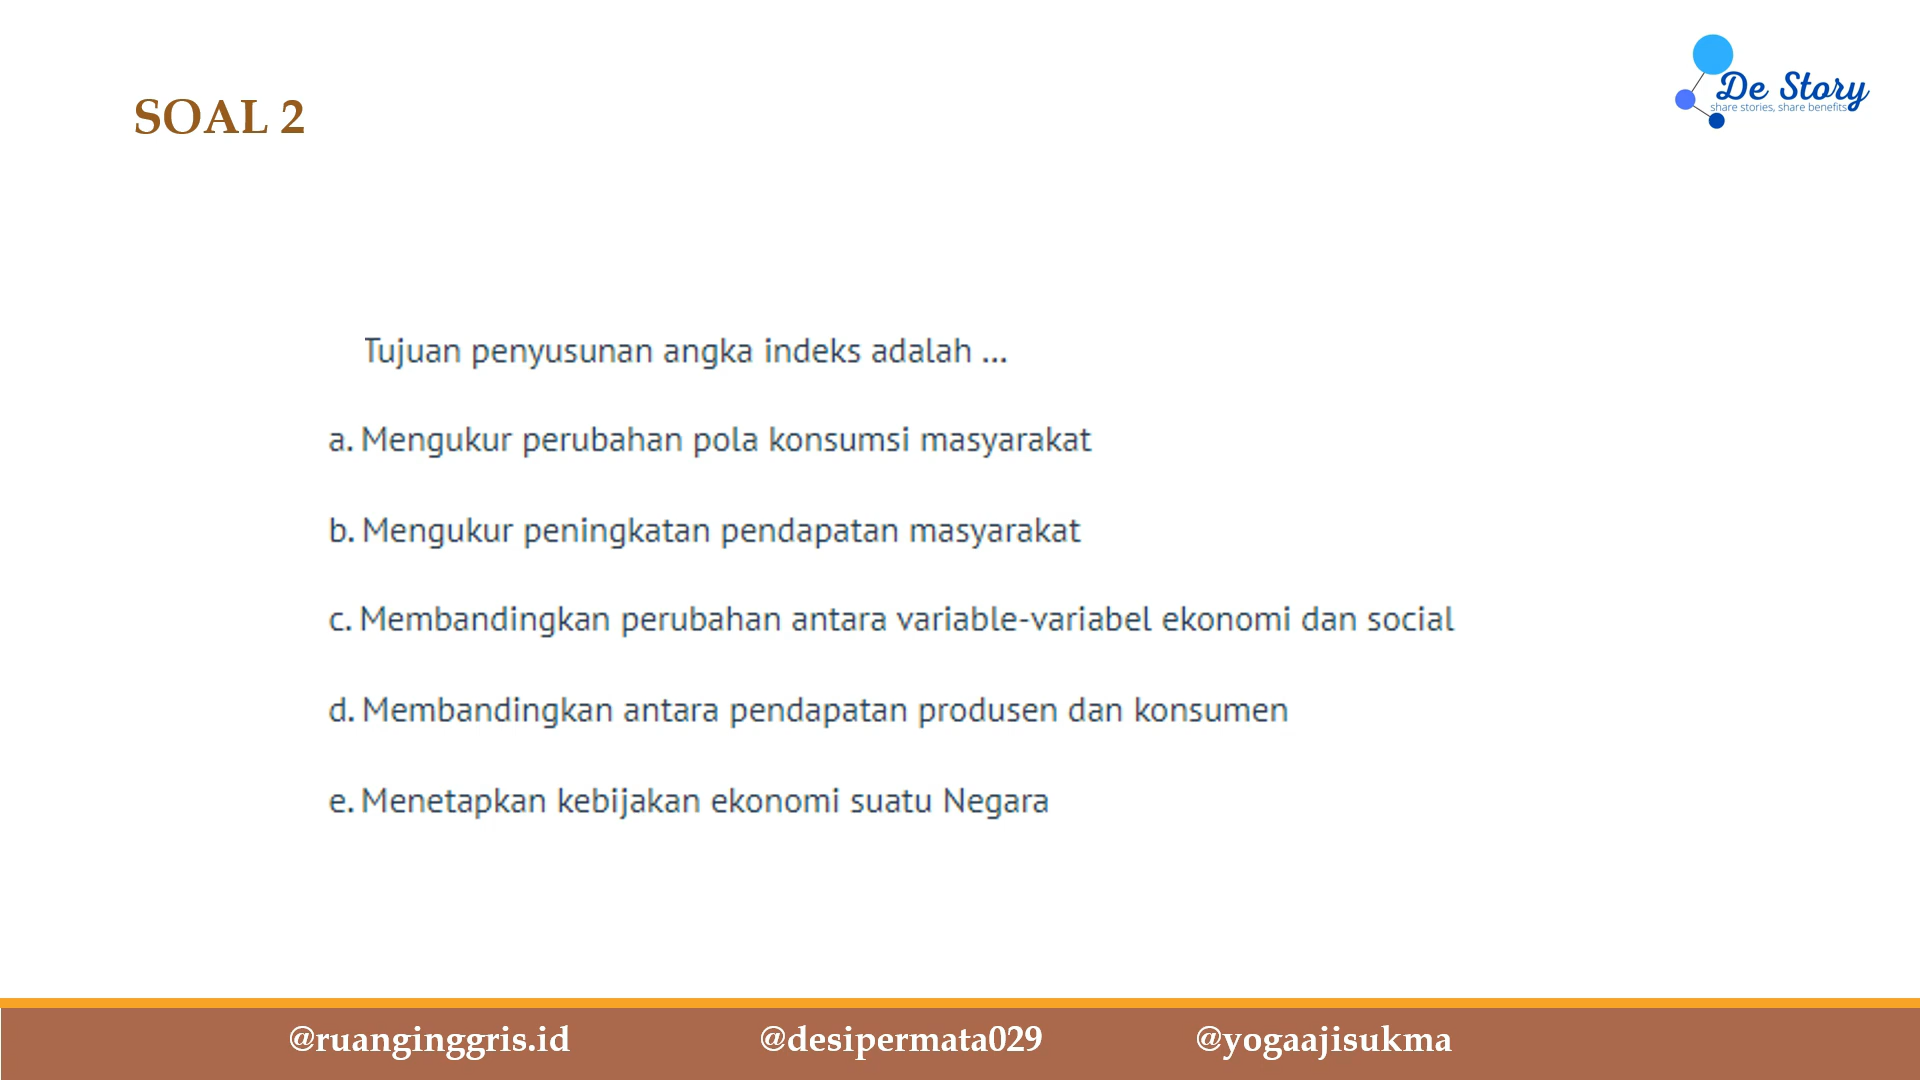 SOAL 2
De Story
share stories, share benefits
Tujuan penyusunan angka indeks adalah ...
a. Mengukur perubahan pola konsumsi masyarakat
b. Mengukur peningkatan pendapatan masyarakat
c. Membandingkan perubahan antara variable-variabel ekonomi dan social
d. Membandingkan antara pendapatan produsen dan konsumen
e. Menetapkan kebijakan ekonomi suatu Negara
@ruanginggris.id
@desipermata029
@yogaajisukma